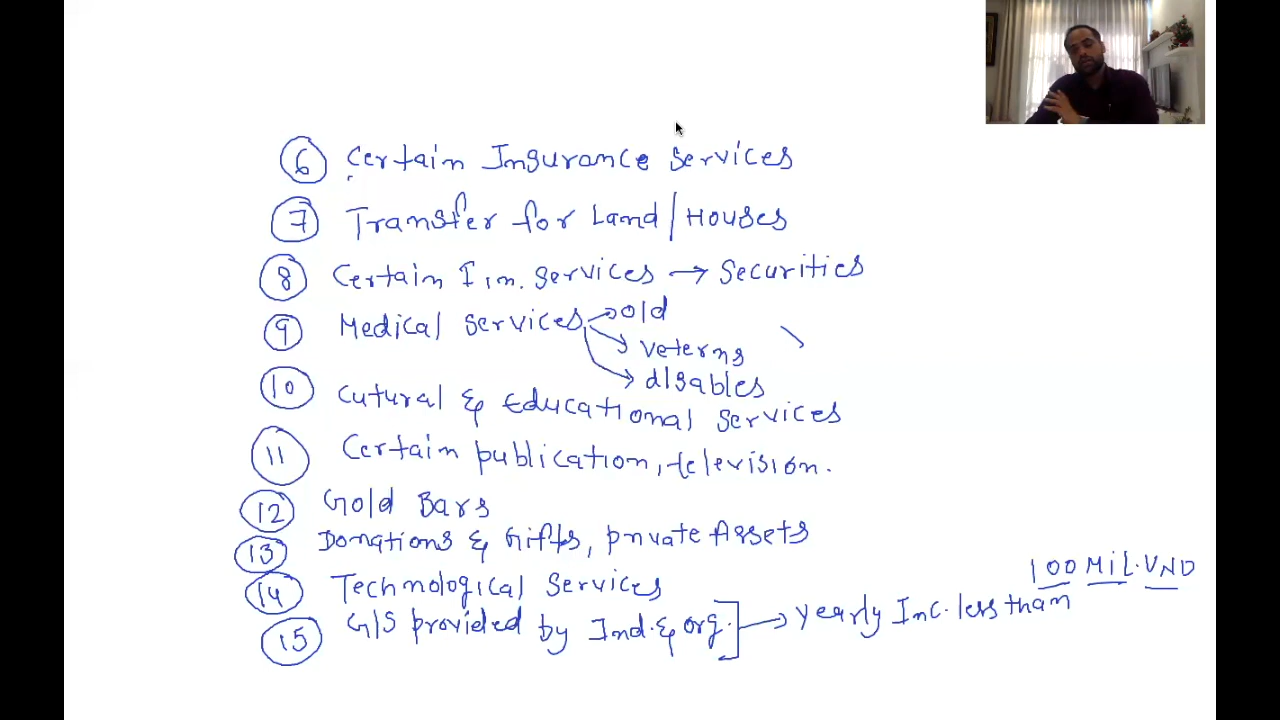 6 Certain Insurance Services
7 Transfer for Land/Houses
8 Certain Fin. services → Securities
9 Medical Services → old
→ veterns
→ disables
10 Cutural & Educational Services
11 Certain publication, television.
12 Gold Bars
13 Donations & Gifts, private Assets
14 Technological Services
100 MIL. VND
15 G/S provided by Ind. & org. → yearly Inc. less than